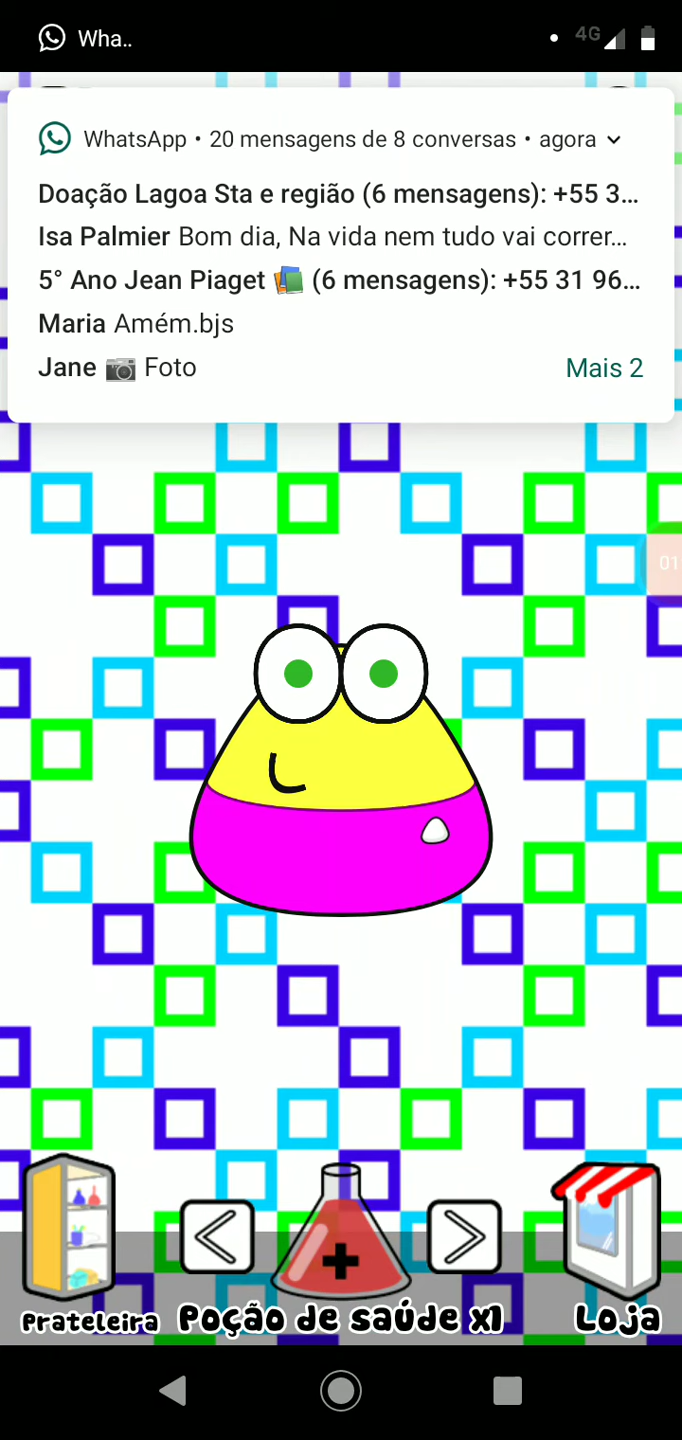 Wha..
4G
WhatsApp • 20 mensagens de 8 conversas • agora
Doação Lagoa Sta e região (6 mensagens): +55 3...
Isa Palmier Bom dia, Na vida nem tudo vai correr...
5° Ano Jean Piaget (6 mensagens): +55 31 96...
Maria Amém.bjs
Jane 📷 Foto
Mais 2
01
Prateleira
Poção de saúde x1
Loja